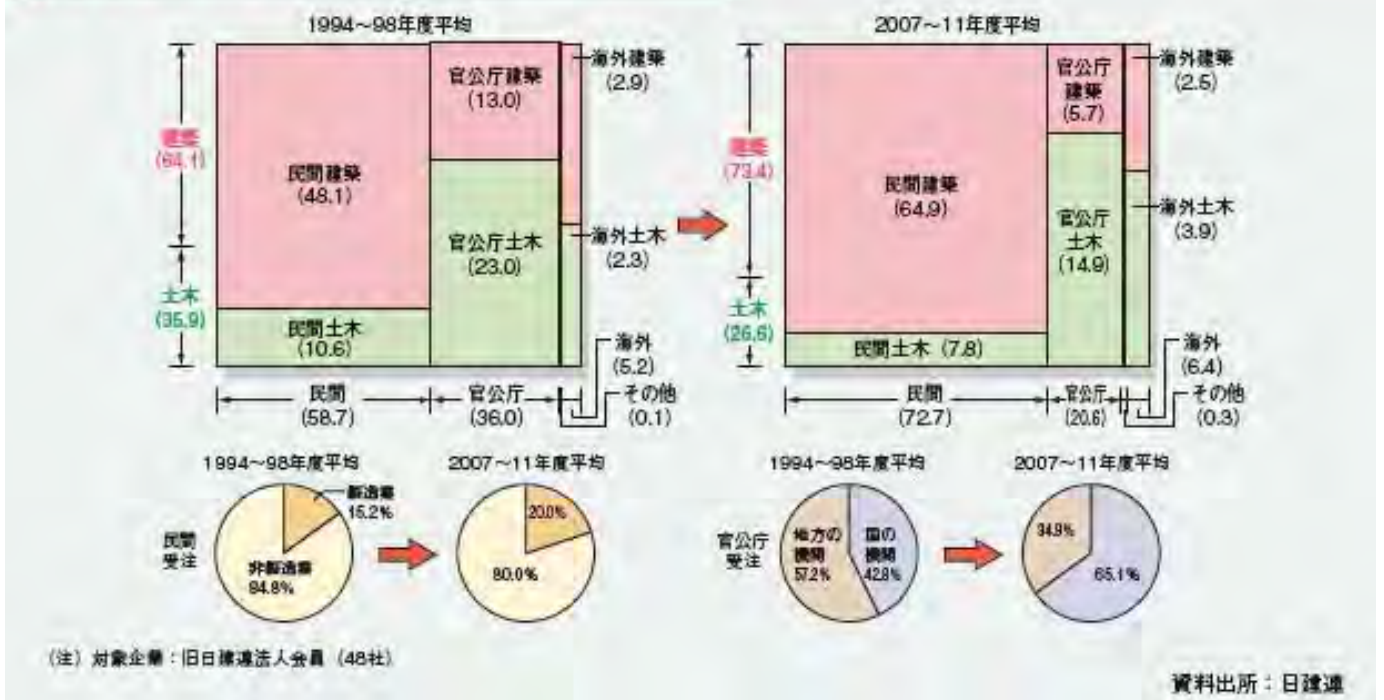 1994〜98年度平均
建築
(64.1)
土木
(35.9)
民間建築
(48.1)
民間土木
(10.6)
官公庁建築
(13.0)
官公庁土木
(23.0)
海外建築
(2.9)
海外土木
(2.3)
海外
(5.2)
その他
(0.1)
民間
(58.7)
官公庁
(36.0)
2007〜11年度平均
建築
(73.4)
土木
(26.6)
民間建築
(64.9)
民間土木 (7.8)
官公庁
建築
(5.7)
官公庁
土木
(14.9)
海外建築
(2.5)
海外土木
(3.9)
海外
(6.4)
その他
(0.3)
民間
(72.7)
官公庁
(20.6)
民間
受注
1994〜98年度平均
製造業
15.2%
非製造業
84.8%
2007〜11年度平均
20.0%
80.0%
官公庁
受注
1994〜98年度平均
地方の
機関
57.2%
国の
機関
42.8%
2007〜11年度平均
34.9%
65.1%
(注) 対象企業：旧日建連法人会員 (48社)
資料出所：日建連